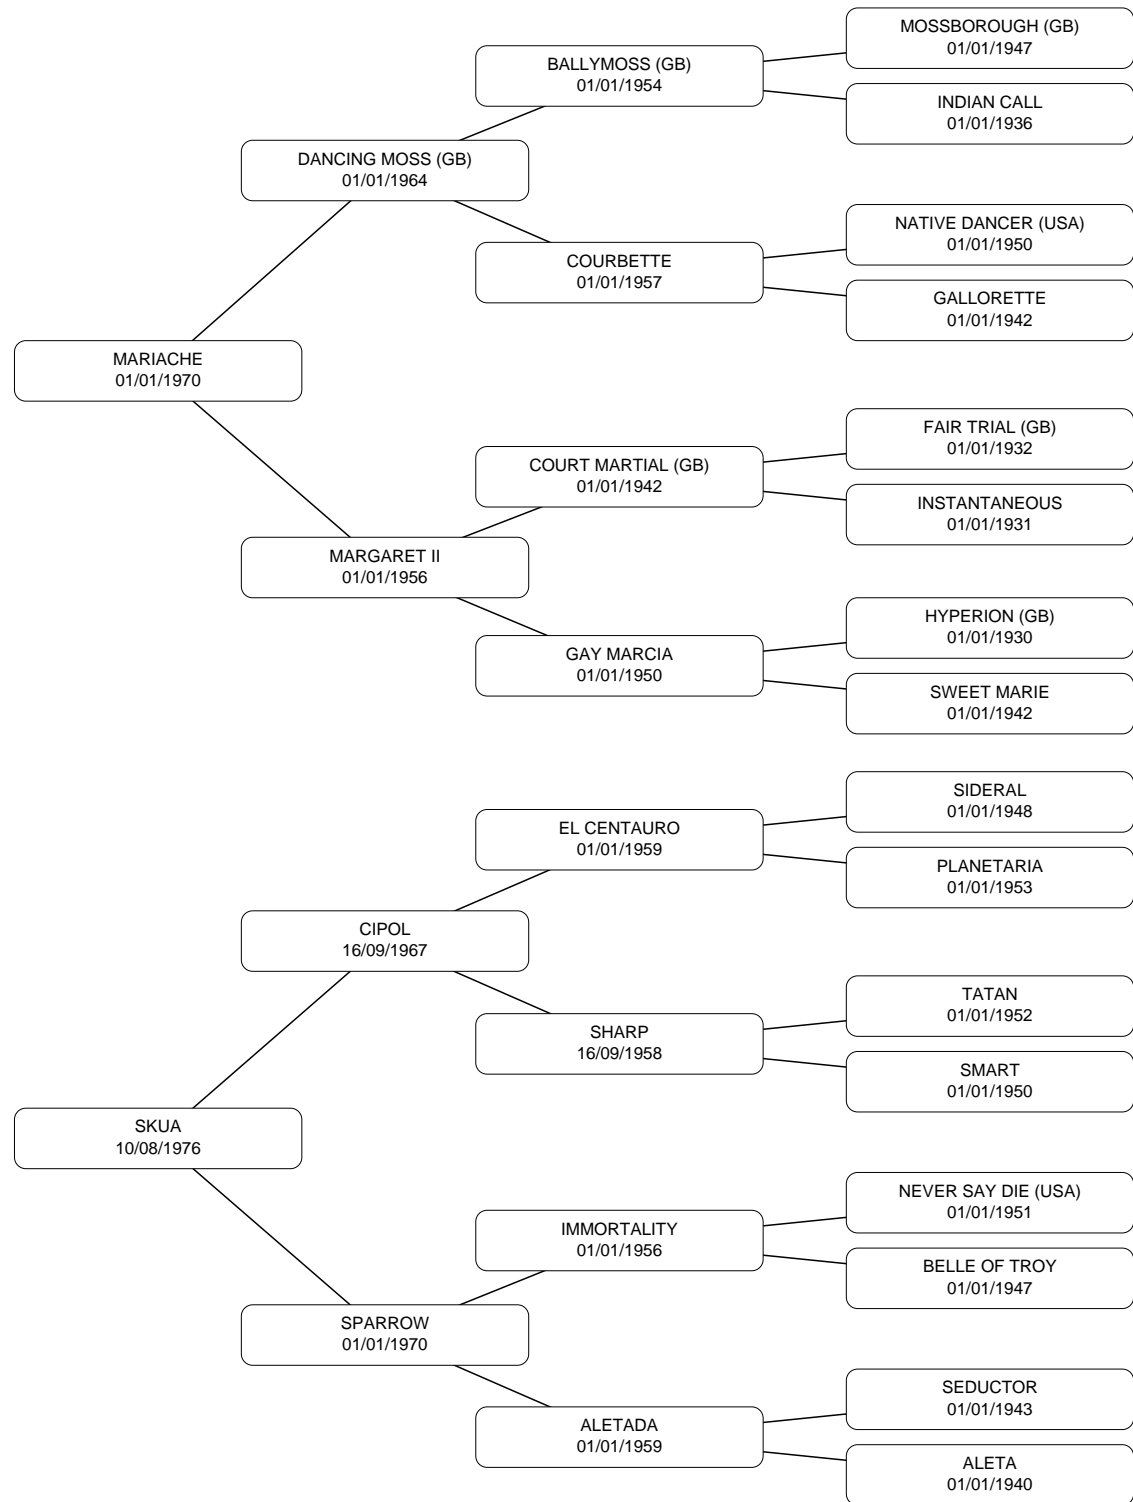 MOSSBOROUGH (GB)
01/01/1947
BALLYMOSS (GB)
01/01/1954
INDIAN CALL
01/01/1936
DANCING MOSS (GB)
01/01/1964
NATIVE DANCER (USA)
01/01/1950
COURBETTE
01/01/1957
GALLORETTE
01/01/1942
MARIACHE
01/01/1970
FAIR TRIAL (GB)
01/01/1932
COURT MARTIAL (GB)
01/01/1942
INSTANTANEOUS
01/01/1931
MARGARET II
01/01/1956
HYPERION (GB)
01/01/1930
GAY MARCIA
01/01/1950
SWEET MARIE
01/01/1942
SIDERAL
01/01/1948
EL CENTAURO
01/01/1959
PLANETARIA
01/01/1953
CIPOL
16/09/1967
TATAN
01/01/1952
SHARP
16/09/1958
SMART
01/01/1950
SKUA
10/08/1976
NEVER SAY DIE (USA)
01/01/1951
IMMORTALITY
01/01/1956
BELLE OF TROY
01/01/1947
SPARROW
01/01/1970
SEDUCTOR
01/01/1943
ALETADA
01/01/1959
ALETA
01/01/1940